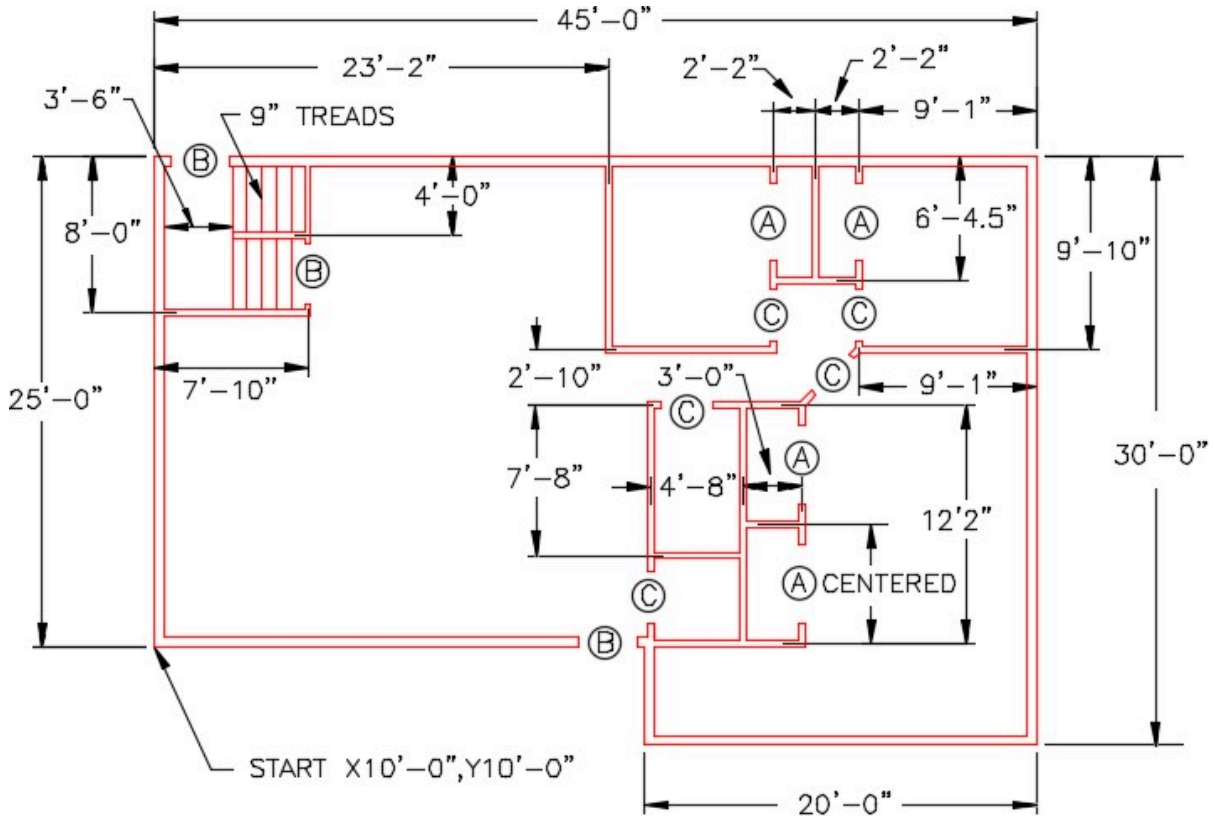 45'-0"
23'-2"
2'-2"
2'-2"
3'-6"
9" TREADS
9'-1"
B
4'-0"
8'-0"
A
A
6'-4.5"
9'-10"
B
C
C
7'-10"
2'-10"
3'-0"
C
9'-1"
25'-0"
C
A
30'-0"
7'-8"
4'-8"
12'2"
C
A CENTERED
B
START X10'-0",Y10'-0"
20'-0"